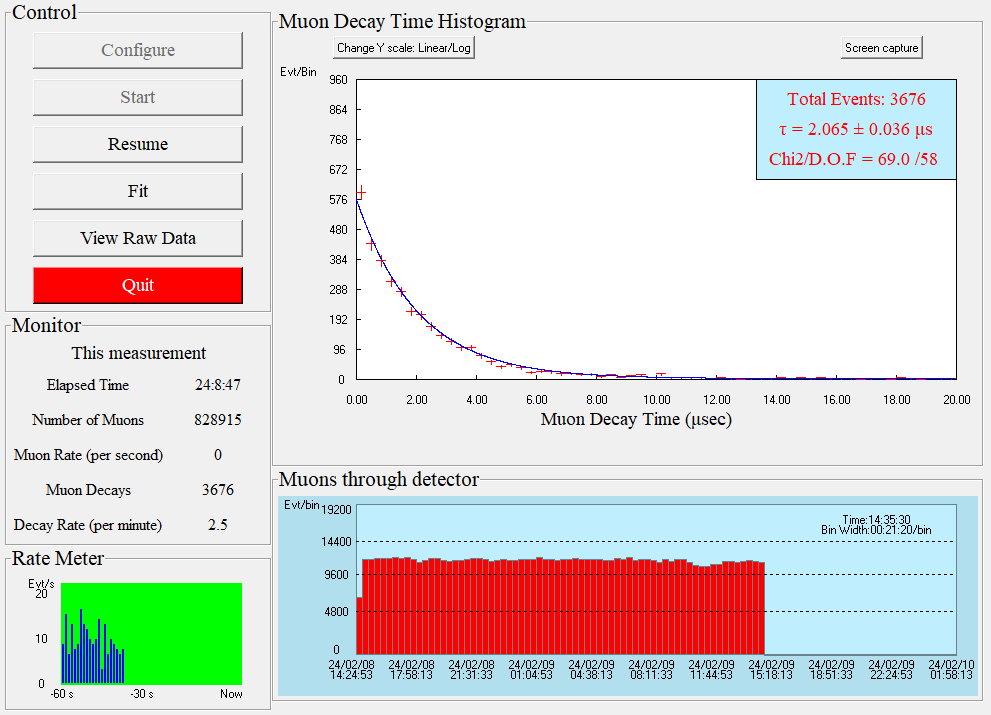 Control
Configure
Start
Resume
Fit
View Raw Data
Quit
Monitor
This measurement
Elapsed Time 24:8:47
Number of Muons 828915
Muon Rate (per second) 0
Muon Decays 3676
Decay Rate (per minute) 2.5
Rate Meter
Evt/s
20
10
0
-60 s -30 s Now
Muon Decay Time Histogram
Change Y scale: Linear/Log Screen capture
Evt/Bin
960
864
768
672
576
480
384
288
192
96
0
Total Events: 3676
τ = 2.065 ± 0.036 μs
Chi2/D.O.F = 69.0 /58
0.00 2.00 4.00 6.00 8.00 10.00 12.00 14.00 16.00 18.00 20.00
Muon Decay Time (μsec)
Muons through detector
Evt/bin
19200
14400
9600
4800
0
Time:14:35:30
Bin Width:00:21:20/bin
24/02/08 24/02/08 24/02/08 24/02/09 24/02/09 24/02/09 24/02/09 24/02/09 24/02/09 24/02/09 24/02/10
14:24:53 17:58:13 21:31:33 01:04:53 04:38:13 08:11:33 11:44:53 15:18:13 18:51:33 22:24:53 01:58:13